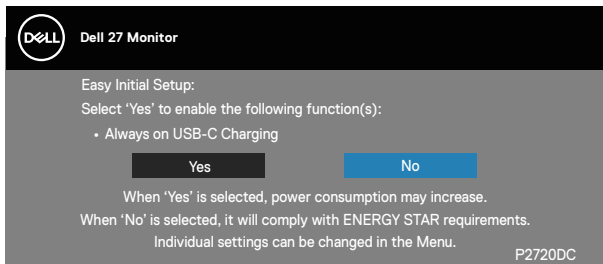 DELL
Dell 27 Monitor
Easy Initial Setup:
Select ‘Yes’ to enable the following function(s):
• Always on USB-C Charging
Yes
No
When ‘Yes’ is selected, power consumption may increase.
When ‘No’ is selected, it will comply with ENERGY STAR requirements.
Individual settings can be changed in the Menu.
P2720DC